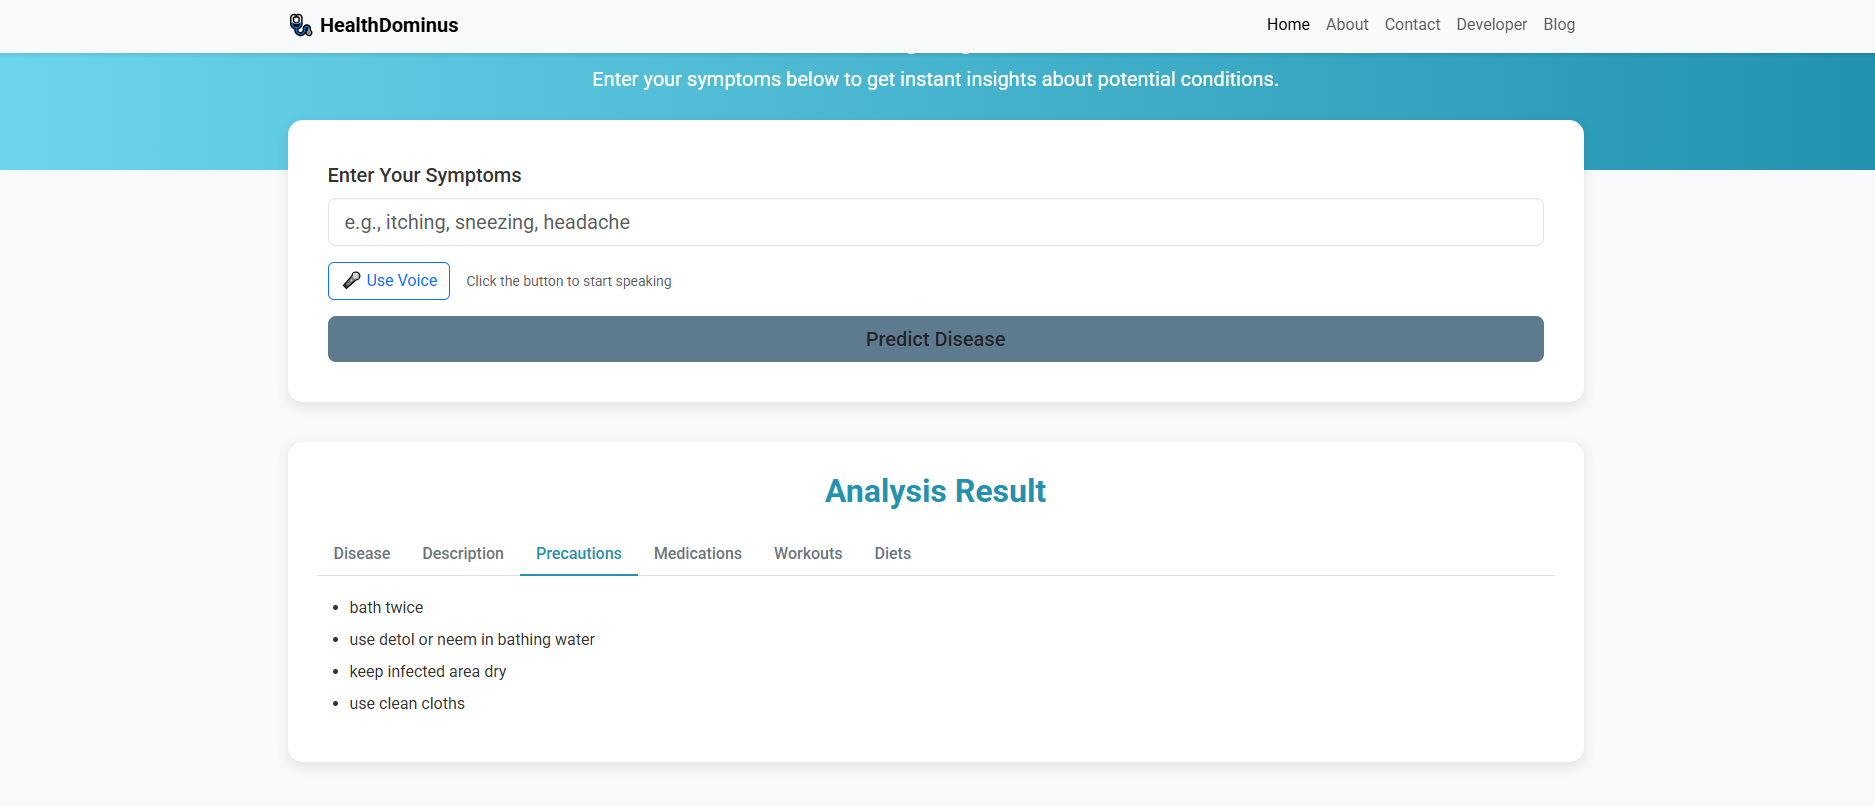 HealthDominus
Home About Contact Developer Blog
Enter your symptoms below to get instant insights about potential conditions.
Enter Your Symptoms
e.g., itching, sneezing, headache
Use Voice Click the button to start speaking
Predict Disease
Analysis Result
Disease Description Precautions Medications Workouts Diets
• bath twice
• use detol or neem in bathing water
• keep infected area dry
• use clean cloths